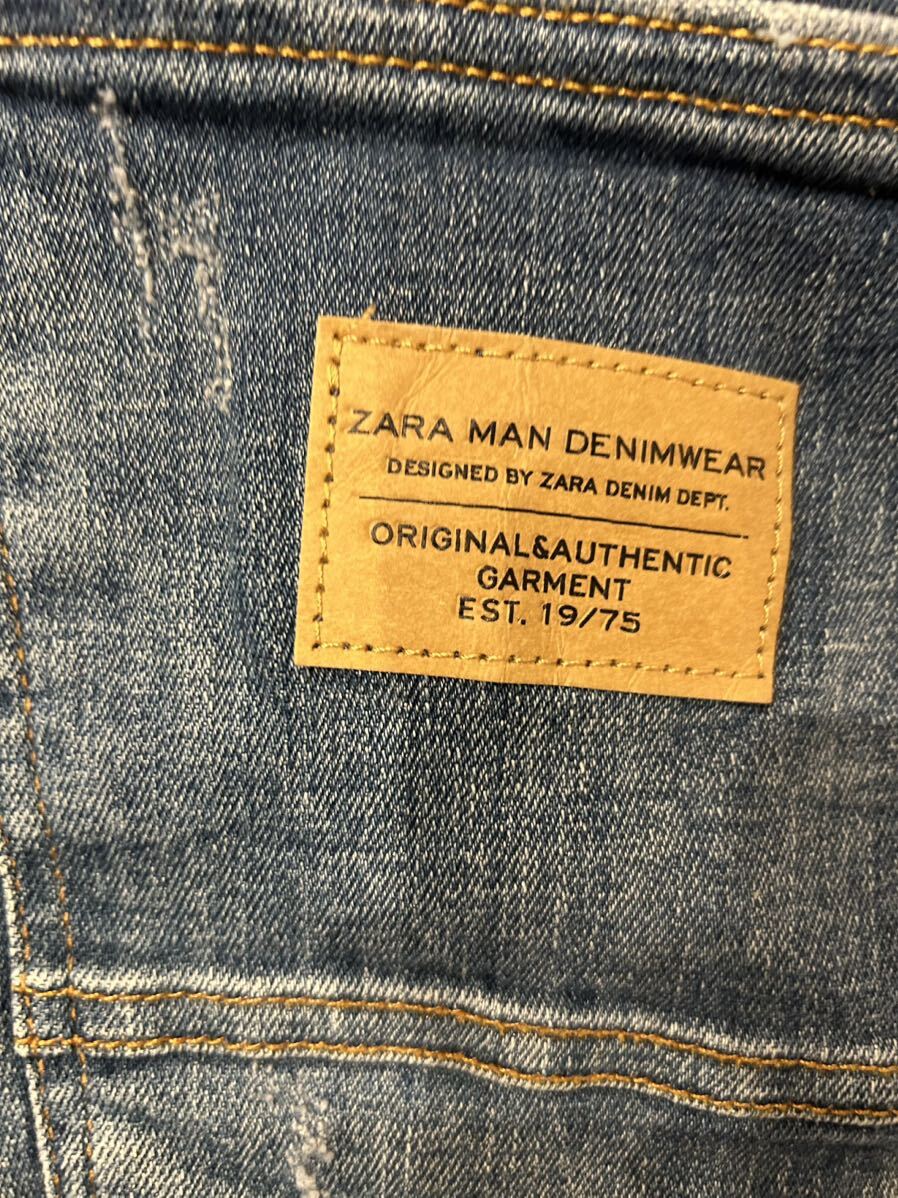 ZARA MAN DENIMWEAR
DESIGNED BY ZARA DENIM DEPT.
ORIGINAL&AUTHENTIC
GARMENT
EST. 19/75